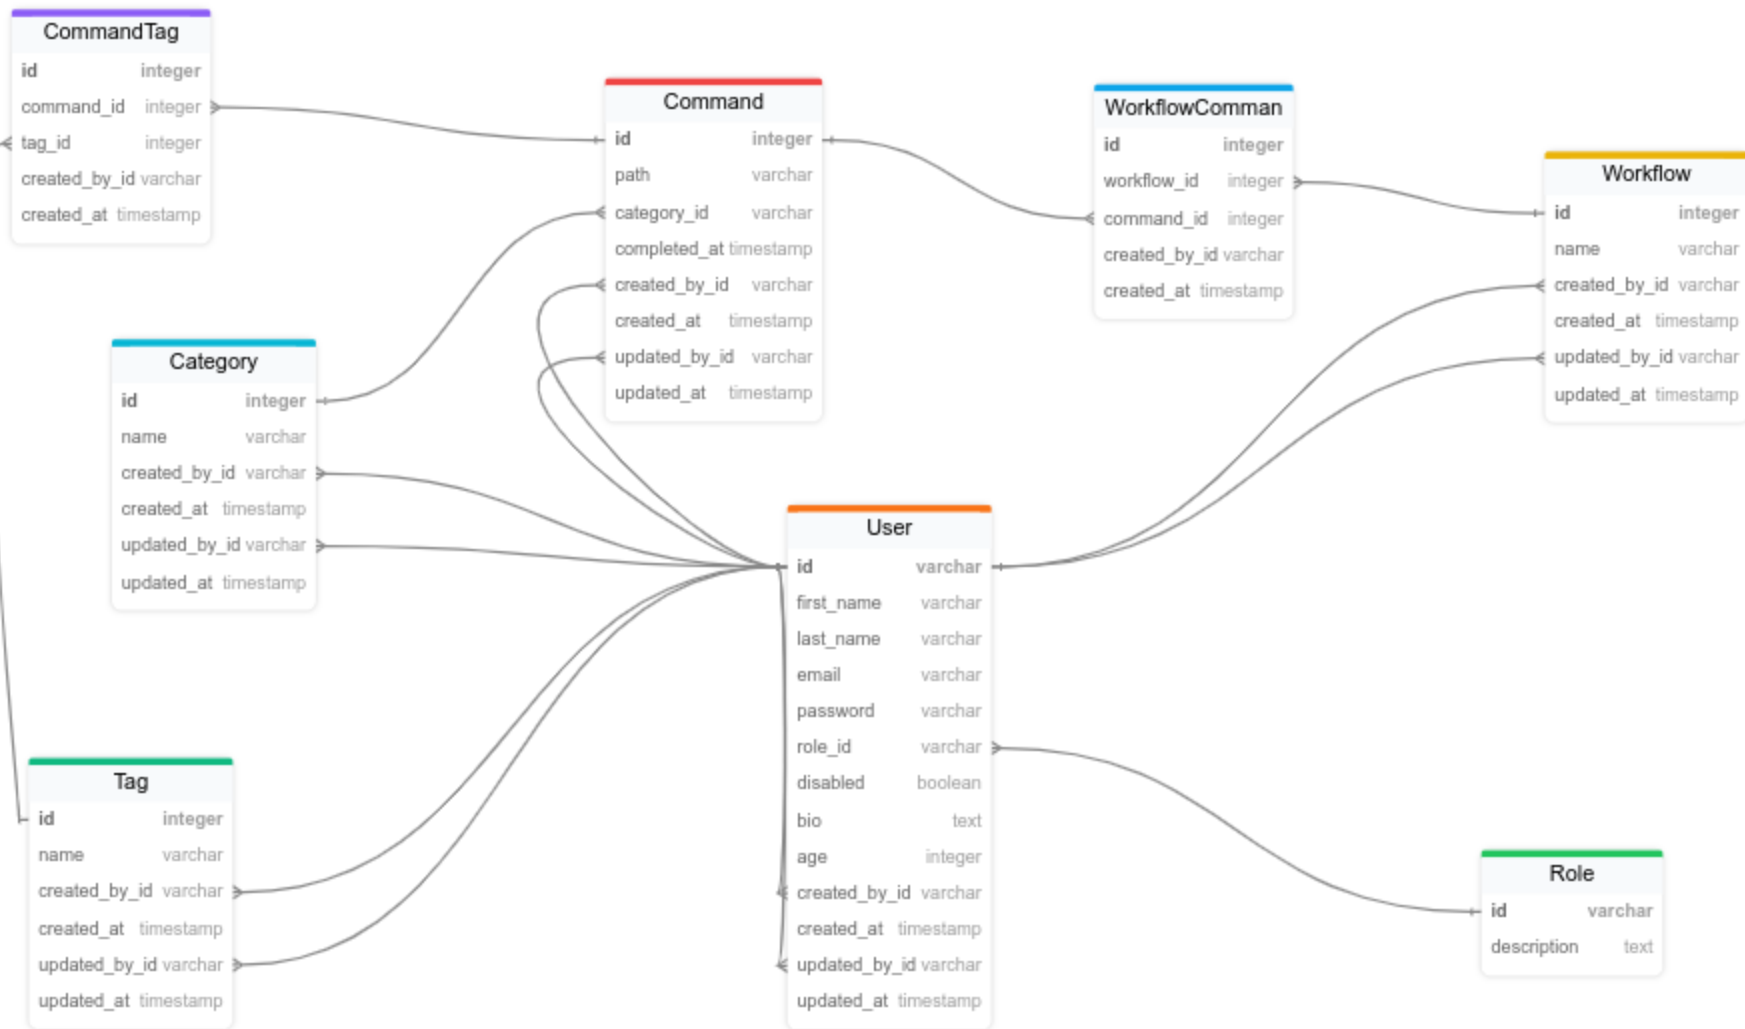 CommandTag
id integer
command_id integer
tag_id integer
created_by_id varchar
created_at timestamp
Command
id integer
path varchar
category_id varchar
completed_at timestamp
created_by_id varchar
created_at timestamp
updated_by_id varchar
updated_at timestamp
WorkflowComman
id integer
workflow_id integer
command_id integer
created_by_id varchar
created_at timestamp
Workflow
id integer
name varchar
created_by_id varchar
created_at timestamp
updated_by_id varchar
updated_at timestamp
Category
id integer
name varchar
created_by_id varchar
created_at timestamp
updated_by_id varchar
updated_at timestamp
User
id varchar
first_name varchar
last_name varchar
email varchar
password varchar
role_id varchar
disabled boolean
bio text
age integer
created_by_id varchar
created_at timestamp
updated_by_id varchar
updated_at timestamp
Tag
id integer
name varchar
created_by_id varchar
created_at timestamp
updated_by_id varchar
updated_at timestamp
Role
id varchar
description text